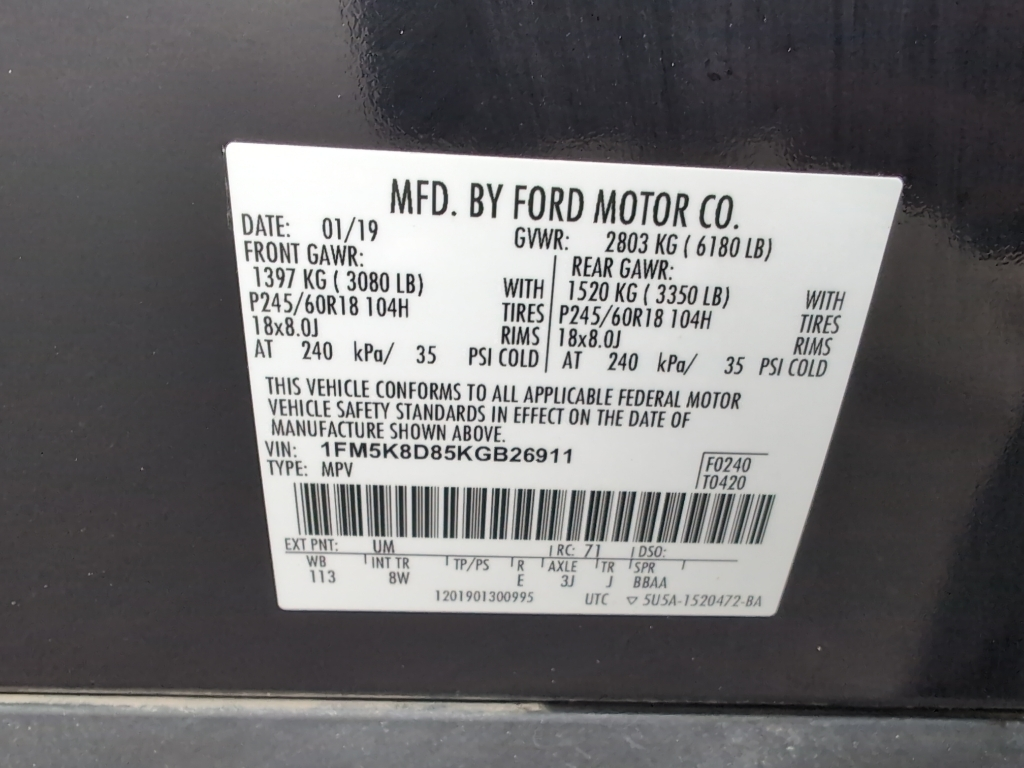 MFD. BY FORD MOTOR CO.
DATE: 01/19 GVWR: 2803 KG ( 6180 LB)
FRONT GAWR: REAR GAWR:
1397 KG ( 3080 LB) WITH 1520 KG ( 3350 LB) WITH
P245/60R18 104H TIRES P245/60R18 104H TIRES
18x8.0J RIMS 18x8.0J RIMS
AT 240 kPa/ 35 PSI COLD AT 240 kPa/ 35 PSI COLD
THIS VEHICLE CONFORMS TO ALL APPLICABLE FEDERAL MOTOR
VEHICLE SAFETY STANDARDS IN EFFECT ON THE DATE OF
MANUFACTURE SHOWN ABOVE.
VIN: 1FM5K8D85KGB26911
TYPE: MPV
F0240
T0420
EXT PNT: UM RC: 71 DSO:
WB INT TR TP/PS R AXLE TR SPR
113 8W E 3J J BBAA
1201901300995 UTC ▽ 5U5A-1520472-BA